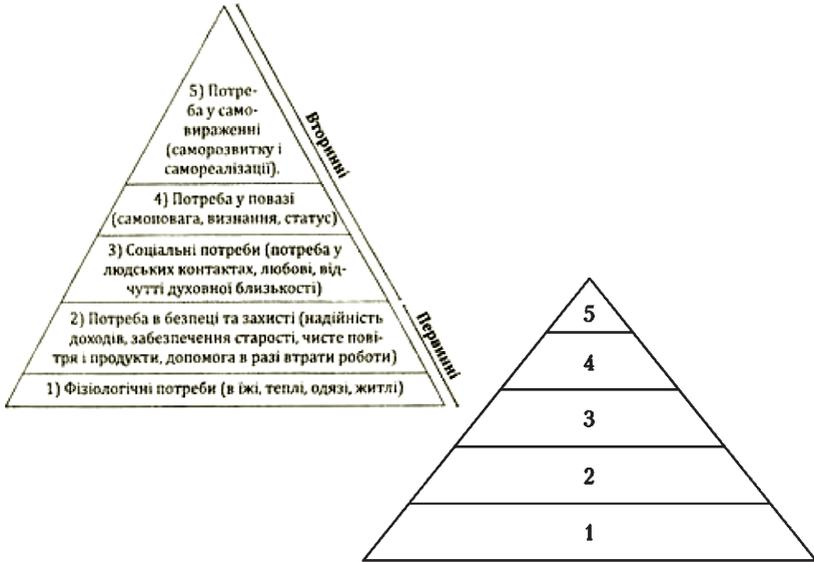 5) Потре-
ба у само-
вираженні
(саморозвитку і
самореалізації).
4) Потреба у повазі
(самоповага, визнання, статус)
3) Соціальні потреби (потреба у
людських контактах, любові, від-
чутті духовної близькості)
2) Потреба в безпеці та захисті (надійність
доходів, забезпечення старості, чисте пові-
тря і продукти, допомога в разі втрати роботи)
1) Фізіологічні потреби (в їжі, теплі, одязі, житлі)
Вторинні
Первинні
5
4
3
2
1